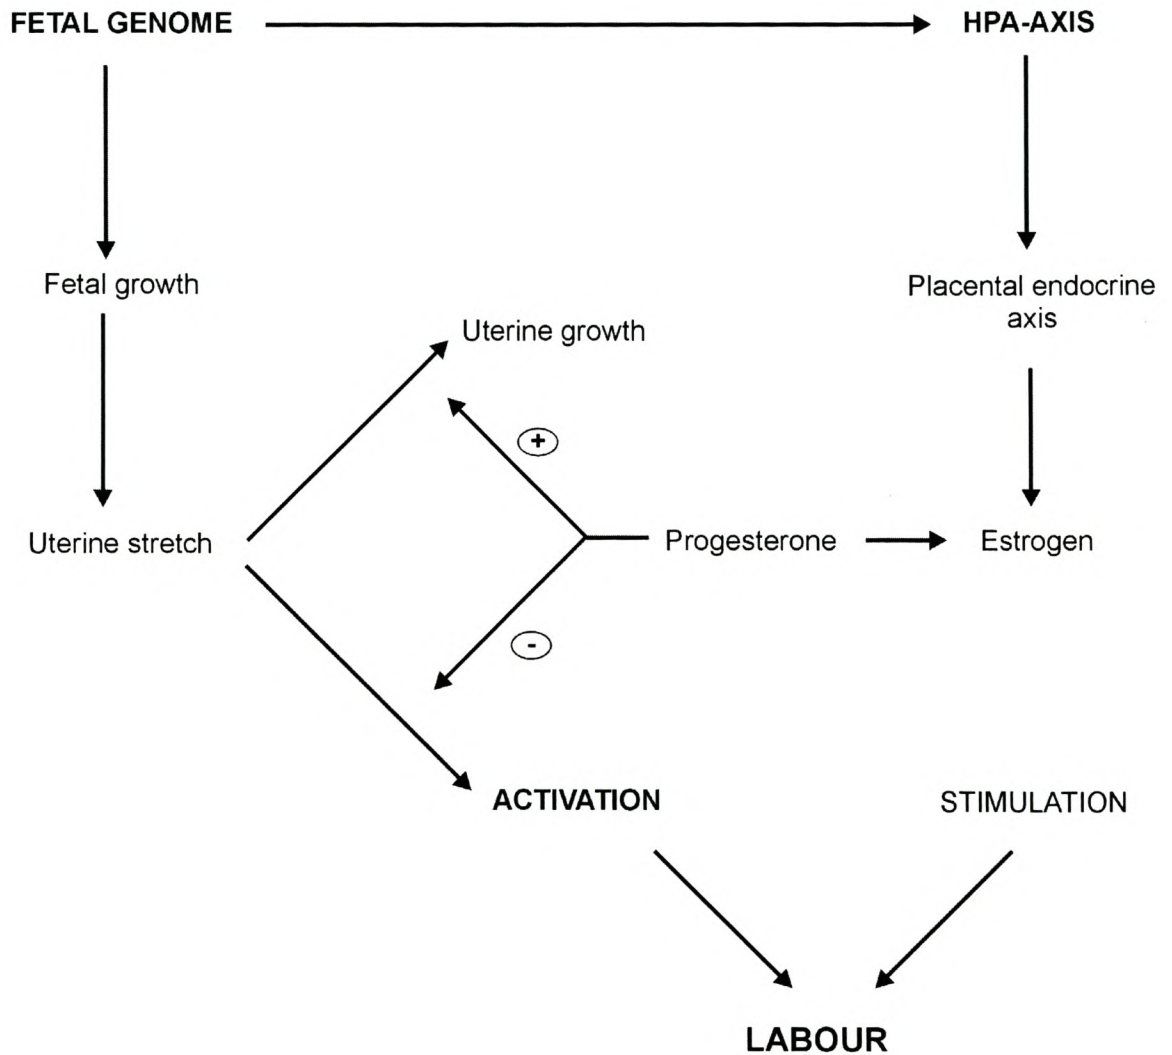 FETAL GENOME
HPA-AXIS
Fetal growth
Placental endocrine
axis
Uterine growth
+
Uterine stretch
Progesterone
Estrogen
-
ACTIVATION
STIMULATION
LABOUR